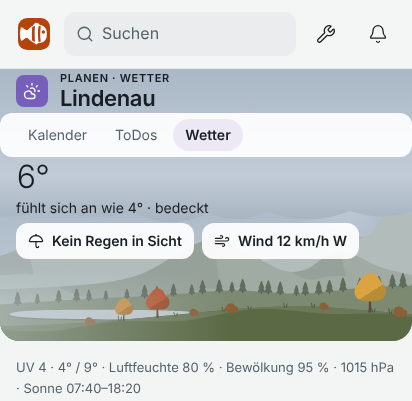 Suchen
PLANEN · WETTER
Lindenau
Kalender ToDos Wetter
6°
fühlt sich an wie 4° · bedeckt
Kein Regen in Sicht Wind 12 km/h W
UV 4 · 4° / 9° · Luftfeuchte 80 % · Bewölkung 95 % · 1015 hPa
· Sonne 07:40–18:20